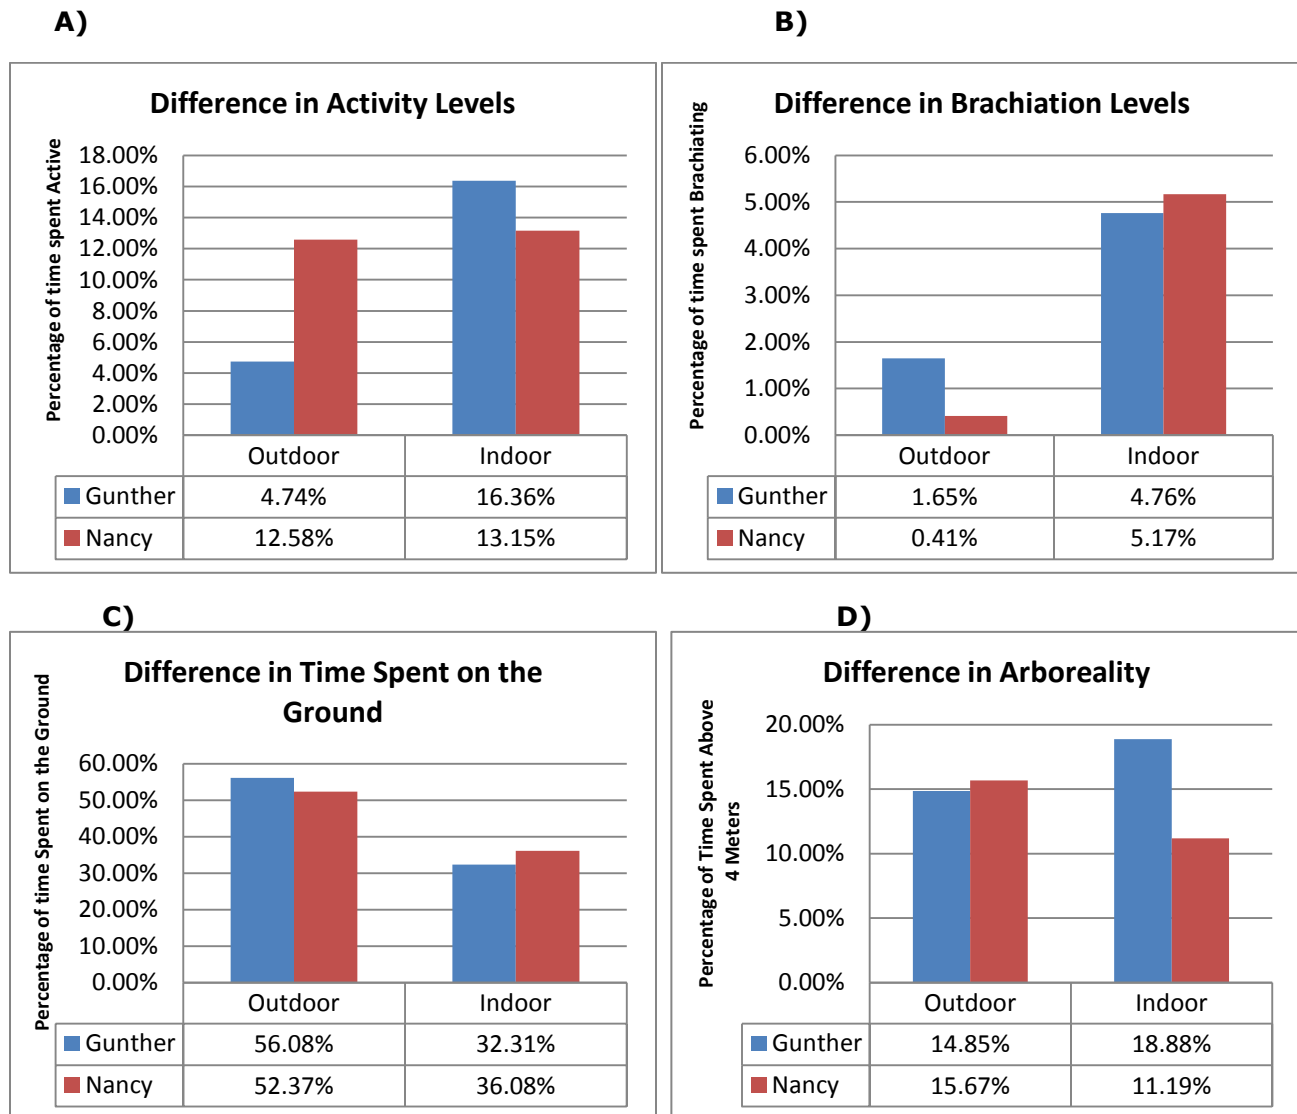 A)
B)
Difference in Activity Levels
Percentage of time spent Active
18.00%
16.00%
14.00%
12.00%
10.00%
8.00%
6.00%
4.00%
2.00%
0.00%
Outdoor Indoor
Gunther 4.74% 16.36%
Nancy 12.58% 13.15%
Difference in Brachiation Levels
Percentage of time spent Brachiating
6.00%
5.00%
4.00%
3.00%
2.00%
1.00%
0.00%
Outdoor Indoor
Gunther 1.65% 4.76%
Nancy 0.41% 5.17%
C)
D)
Difference in Time Spent on the
Ground
Percentage of time Spent on the Ground
60.00%
50.00%
40.00%
30.00%
20.00%
10.00%
0.00%
Outdoor Indoor
Gunther 56.08% 32.31%
Nancy 52.37% 36.08%
Difference in Arboreality
Percentage of Time Spent Above
4 Meters
20.00%
15.00%
10.00%
5.00%
0.00%
Outdoor Indoor
Gunther 14.85% 18.88%
Nancy 15.67% 11.19%